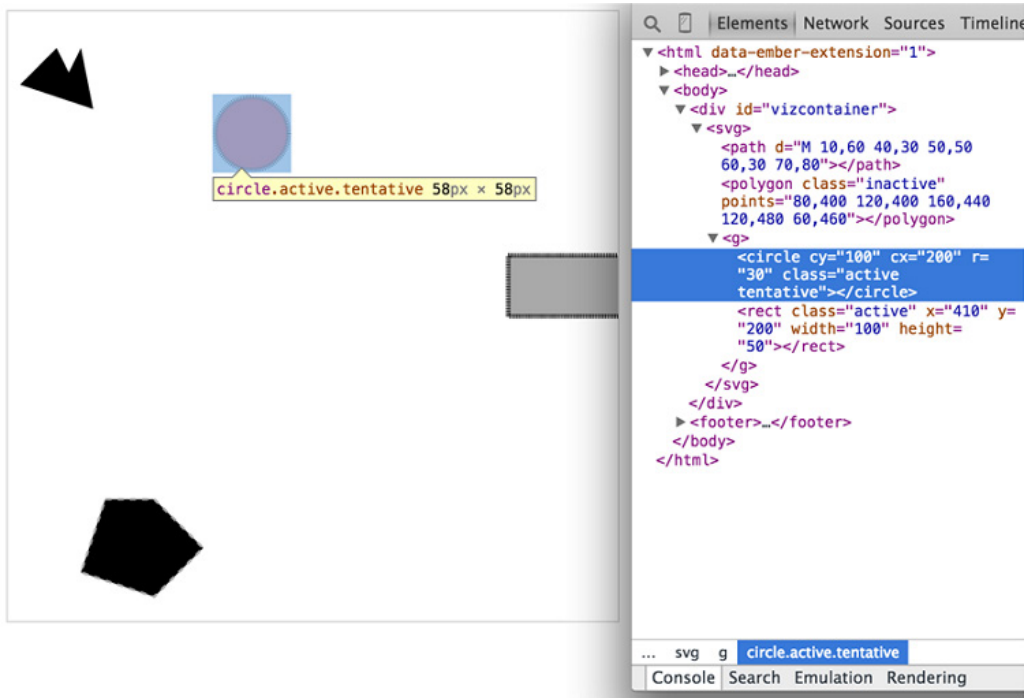 circle.active.tentative 58px × 58px
Elements Network Sources Timeline
<html data-ember-extension="1">
<head>…</head>
<body>
<div id="vizcontainer">
<svg>
<path d="M 10,60 40,30 50,50
60,30 70,80"></path>
<polygon class="inactive"
points="80,400 120,400 160,440
120,480 60,460"></polygon>
<g>
<circle cy="100" cx="200" r=
"30" class="active
tentative"></circle>
<rect class="active" x="410" y=
"200" width="100" height=
"50"></rect>
</g>
</svg>
</div>
<footer>…</footer>
</body>
</html>
... svg g circle.active.tentative
Console Search Emulation Rendering